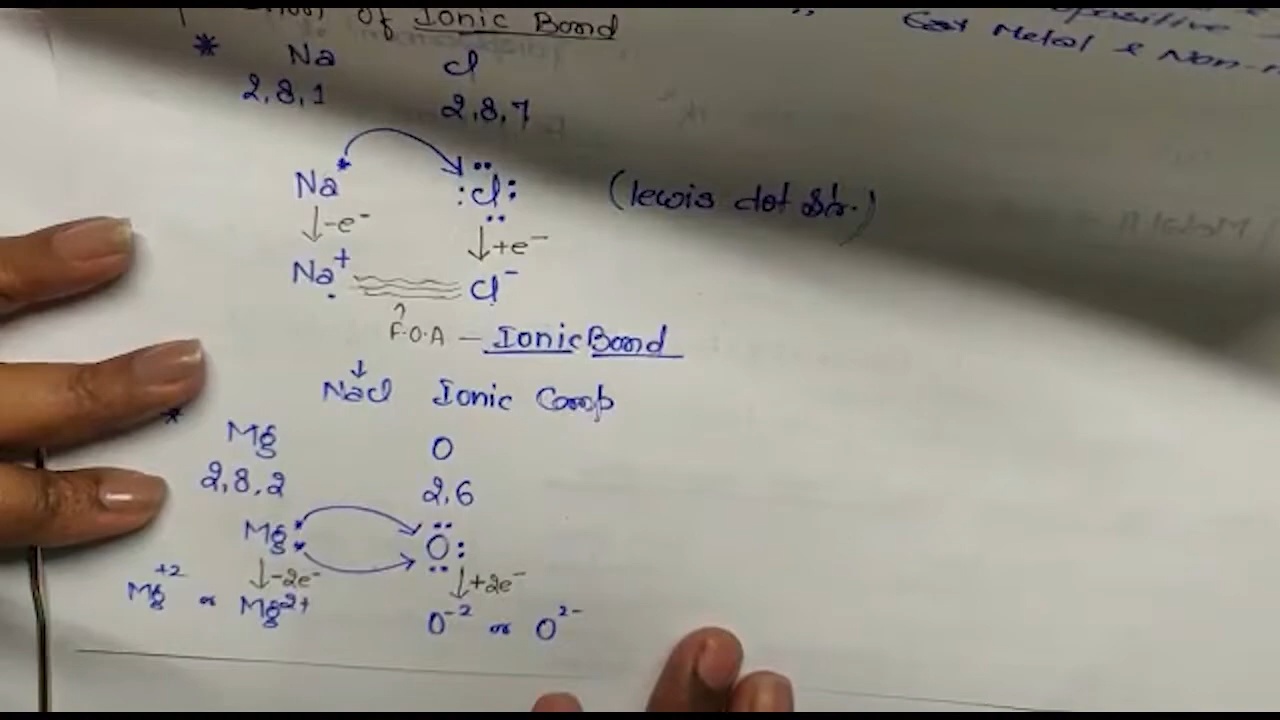 of Ionic Bond
* Na Cl
2,8,1 2,8,7
Na Cl (lewis dot Str.)
↓-e⁻ ↓+e⁻
Na⁺ Cl⁻
F.O.A – Ionic Bond
↓
NaCl Ionic Comp
* Mg O
2,8,2 2,6
Mg O
↓-2e⁻ ↓+2e⁻
Mg⁺² or Mg²⁺ O⁻² or O²⁻
Metal & Non-